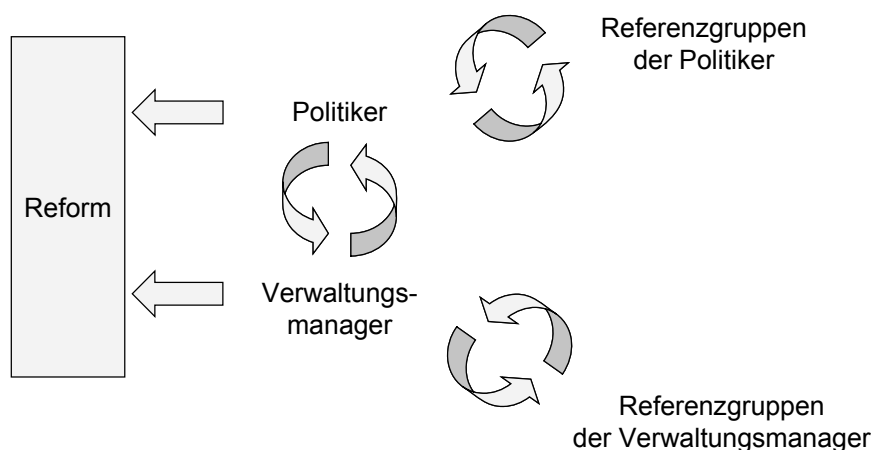 Referenzgruppen
der Politiker
Politiker
Reform
Verwaltungs-
manager
Referenzgruppen
der Verwaltungsmanager